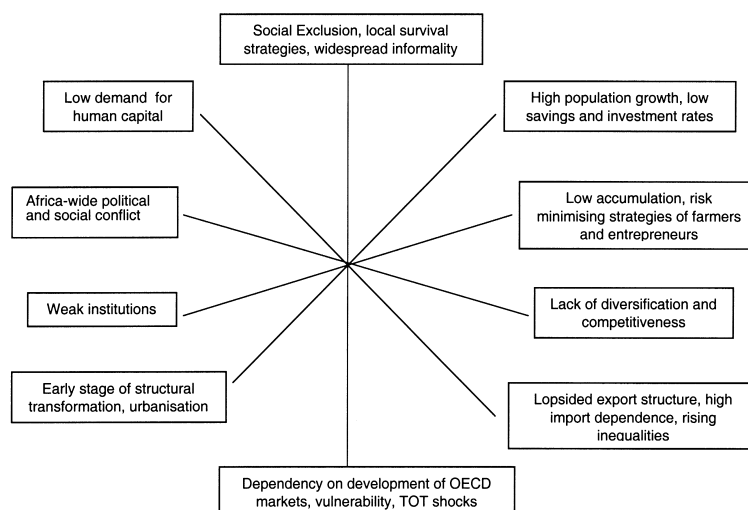 Social Exclusion, local survival
strategies, widespread informality
Low demand for
human capital
High population growth, low
savings and investment rates
Africa-wide political
and social conflict
Low accumulation, risk
minimising strategies of farmers
and entrepreneurs
Weak institutions
Lack of diversification and
competitiveness
Early stage of structural
transformation, urbanisation
Lopsided export structure, high
import dependence, rising
inequalities
Dependency on development of OECD
markets, vulnerability, TOT shocks